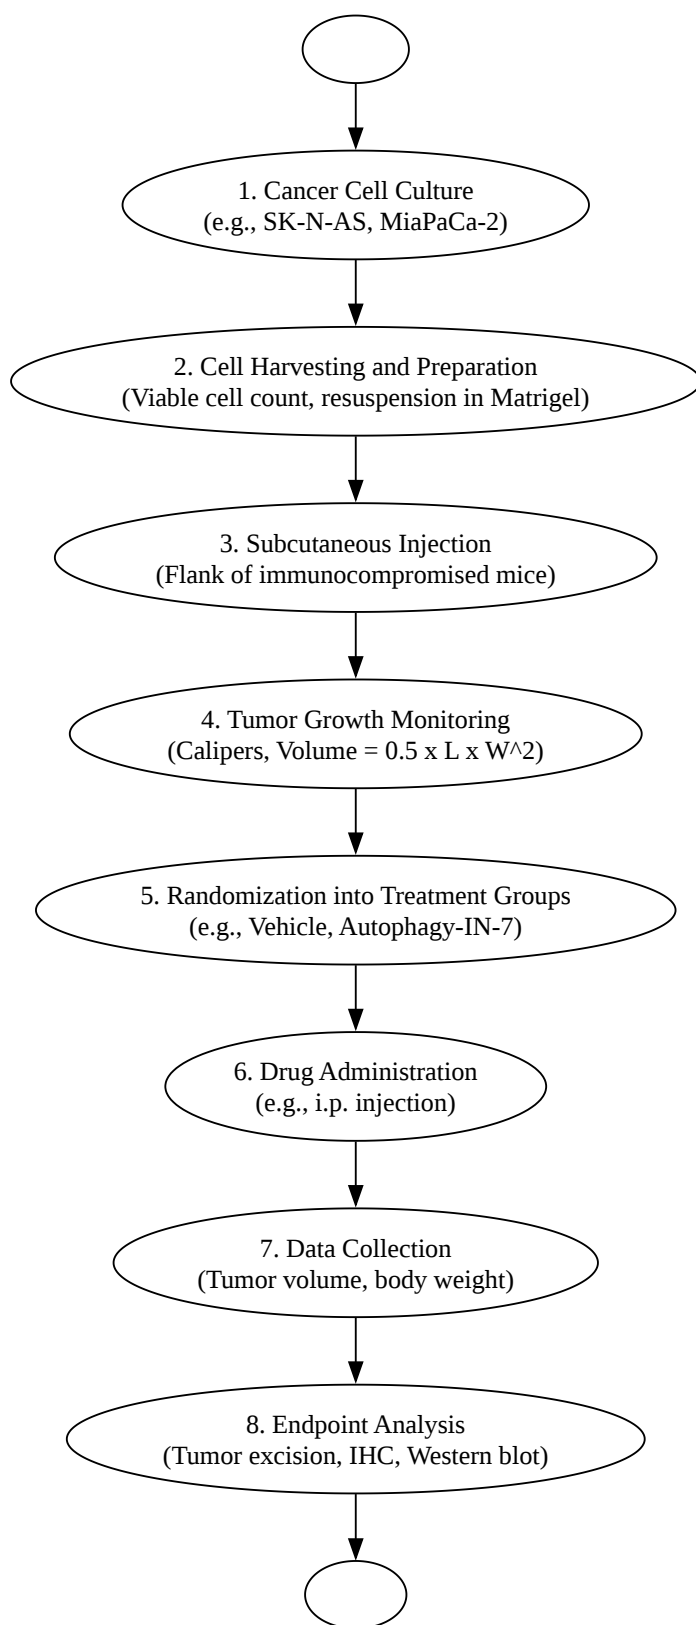 1. Cancer Cell Culture
(e.g., SK-N-AS, MiaPaCa-2)
2. Cell Harvesting and Preparation
(Viable cell count, resuspension in Matrigel)
3. Subcutaneous Injection
(Flank of immunocompromised mice)
4. Tumor Growth Monitoring
(Calipers, Volume = 0.5 x L x W^2)
5. Randomization into Treatment Groups
(e.g., Vehicle, Autophagy-IN-7)
6. Drug Administration
(e.g., i.p. injection)
7. Data Collection
(Tumor volume, body weight)
8. Endpoint Analysis
(Tumor excision, IHC, Western blot)